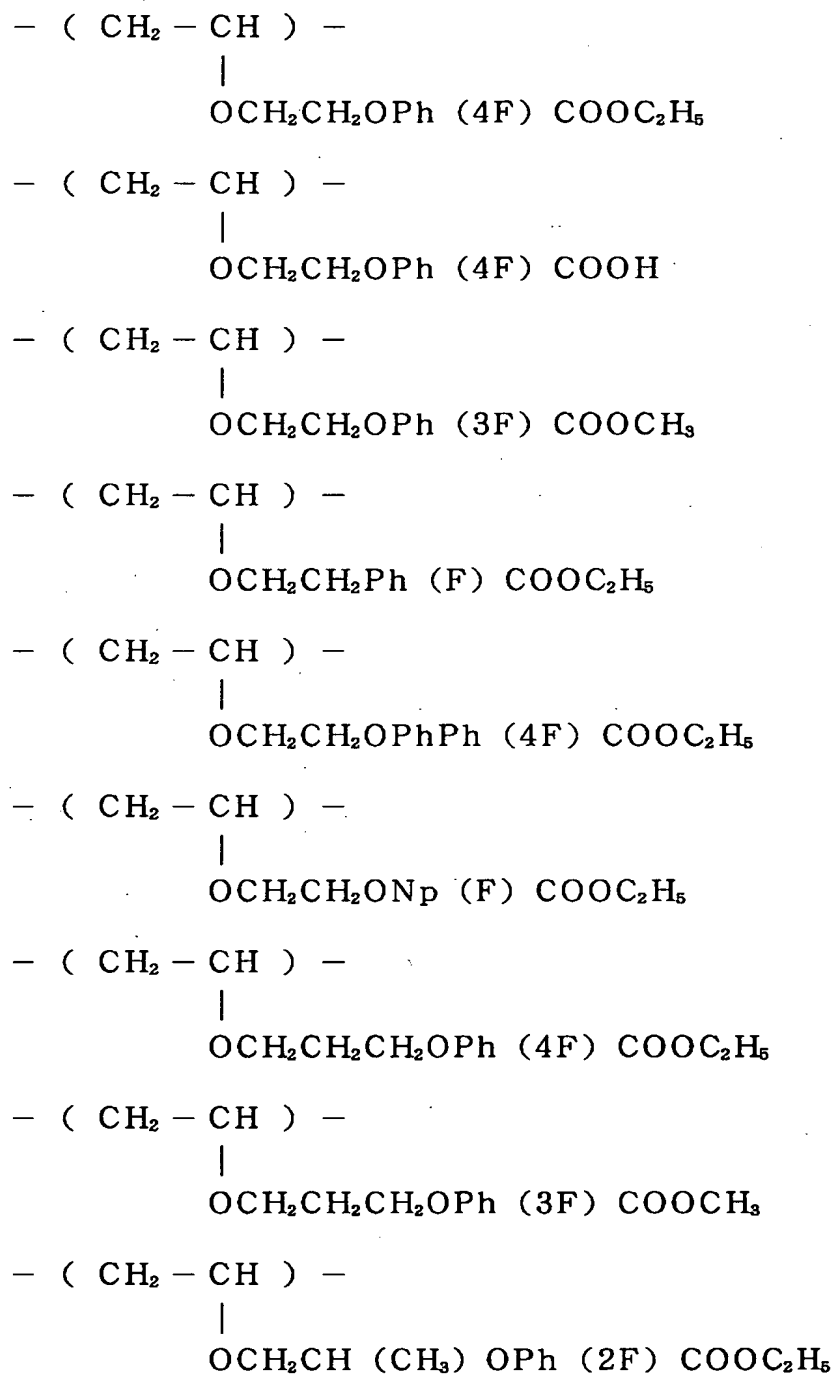 − ( CH₂ − CH ) −
|
OCH₂CH₂OPh (4F) COOC₂H₅
− ( CH₂ − CH ) −
|
OCH₂CH₂OPh (4F) COOH
− ( CH₂ − CH ) −
|
OCH₂CH₂OPh (3F) COOCH₃
− ( CH₂ − CH ) −
|
OCH₂CH₂Ph (F) COOC₂H₅
− ( CH₂ − CH ) −
|
OCH₂CH₂OPhPh (4F) COOC₂H₅
− ( CH₂ − CH ) −
|
OCH₂CH₂ONp (F) COOC₂H₅
− ( CH₂ − CH ) −
|
OCH₂CH₂CH₂OPh (4F) COOC₂H₅
− ( CH₂ − CH ) −
|
OCH₂CH₂CH₂OPh (3F) COOCH₃
− ( CH₂ − CH ) −
|
OCH₂CH (CH₃) OPh (2F) COOC₂H₅